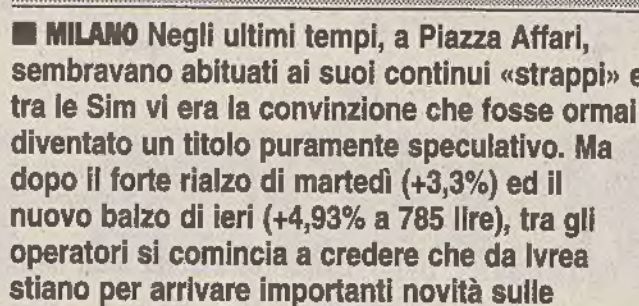 ■ MILANO Negli ultimi tempi, a Piazza Affari,
sembravano abituati ai suoi continui «strappi» e
tra le Sim vi era la convinzione che fosse ormai
diventato un titolo puramente speculativo. Ma
dopo il forte rialzo di martedì (+3,3%) ed il
nuovo balzo di ieri (+4,93% a 785 lire), tra gli
operatori si comincia a credere che da Ivrea
stiano per arrivare importanti novità sulle